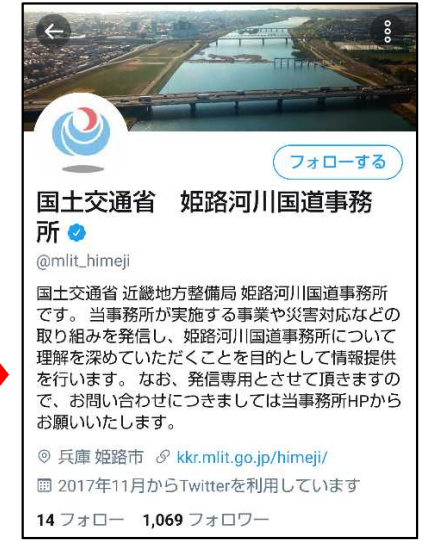 フォローする
国土交通省　姫路河川国道事務
所
@mlit_himeji
国土交通省 近畿地方整備局 姫路河川国道事務所
です。 当事務所が実施する事業や災害対応などの
取り組みを発信し、姫路河川国道事務所について
理解を深めていただくことを目的として情報提供
を行います。 なお、発信専用とさせて頂きますの
で、お問い合わせにつきましては当事務所HPから
お願いいたします。
兵庫 姫路市 kkr.mlit.go.jp/himeji/
2017年11月からTwitterを利用しています
14 フォロー 1,069 フォロワー